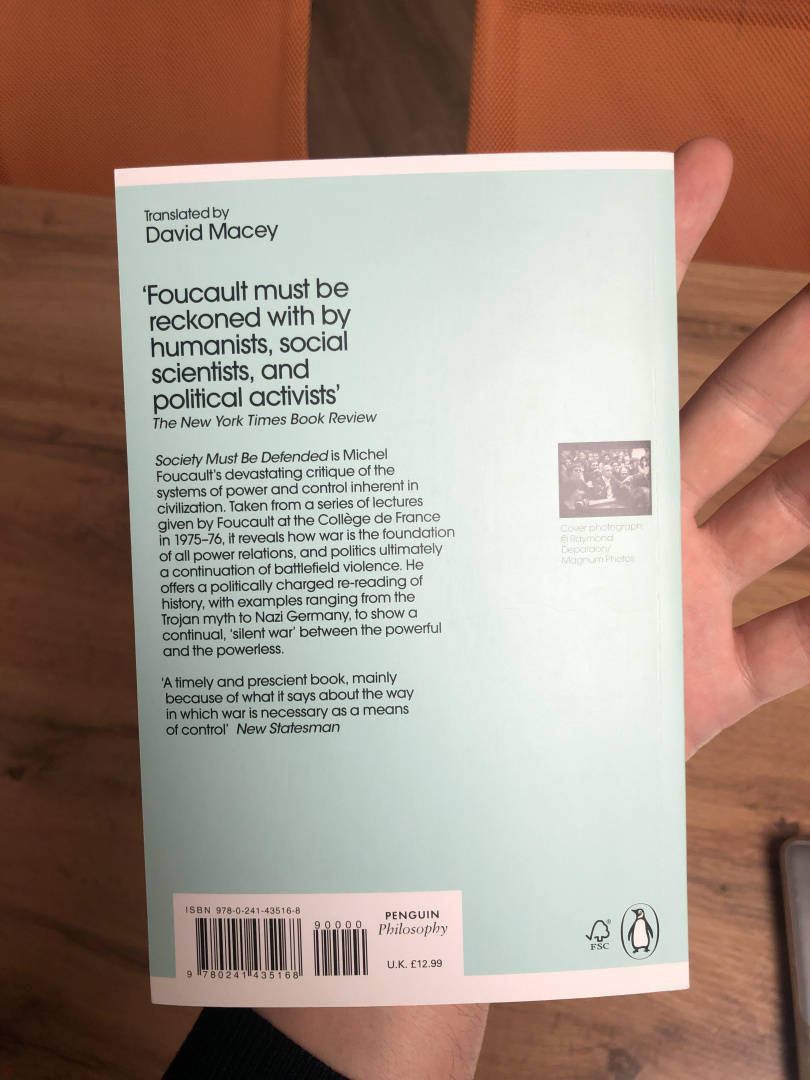 Translated by
David Macey
‘Foucault must be
reckoned with by
humanists, social
scientists, and
political activists’
The New York Times Book Review
Society Must Be Defended is Michel
Foucault’s devastating critique of the
systems of power and control inherent in
civilization. Taken from a series of lectures
given by Foucault at the Collège de France
in 1975–76, it reveals how war is the foundation
of all power relations, and politics ultimately
a continuation of battlefield violence. He
offers a politically charged re-reading of
history, with examples ranging from the
Trojan myth to Nazi Germany, to show a
continual, ‘silent war’ between the powerful
and the powerless.
‘A timely and prescient book, mainly
because of what it says about the way
in which war is necessary as a means
of control’ New Statesman
Cover photograph:
© Raymond
Depardon/
Magnum Photos
ISBN 978-0-241-43516-8
90000
9 780241 435168
PENGUIN
Philosophy
U.K. £12.99
FSC
®